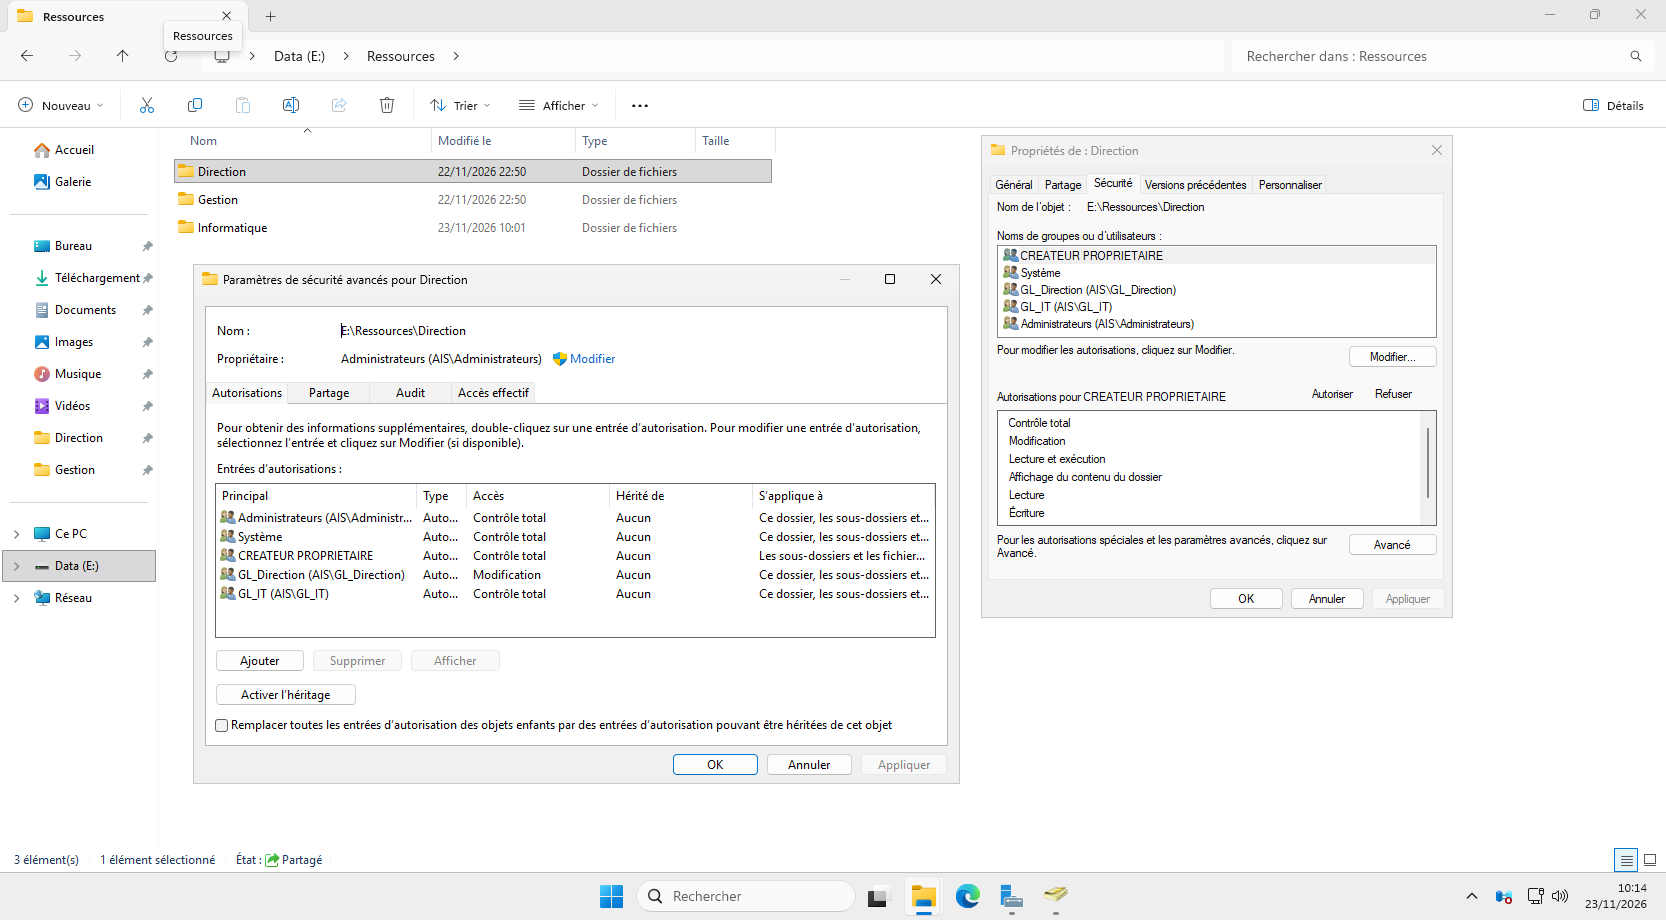 Ressources
Ressources
Data (E:)
Ressources
Rechercher dans : Ressources
Nouveau
Trier
Afficher
Détails
Accueil
Galerie
Bureau
Téléchargement
Documents
Images
Musique
Vidéos
Direction
Gestion
Ce PC
Data (E:)
Réseau
Nom Modifié le Type Taille
Direction 22/11/2026 22:50 Dossier de fichiers
Gestion 22/11/2026 22:50 Dossier de fichiers
Informatique 23/11/2026 10:01 Dossier de fichiers
Paramètres de sécurité avancés pour Direction
Nom : E:\Ressources\Direction
Propriétaire : Administrateurs (AIS\Administrateurs) Modifier
Autorisations Partage Audit Accès effectif
Pour obtenir des informations supplémentaires, double-cliquez sur une entrée d'autorisation. Pour modifier une entrée d'autorisation,
sélectionnez l'entrée et cliquez sur Modifier (si disponible).
Entrées d'autorisations :
Principal Type Accès Hérité de S'applique à
Administrateurs (AIS\Administr... Auto... Contrôle total Aucun Ce dossier, les sous-dossiers et...
Système Auto... Contrôle total Aucun Ce dossier, les sous-dossiers et...
CREATEUR PROPRIETAIRE Auto... Contrôle total Aucun Les sous-dossiers et les fichier...
GL_Direction (AIS\GL_Direction) Auto... Modification Aucun Ce dossier, les sous-dossiers et...
GL_IT (AIS\GL_IT) Auto... Contrôle total Aucun Ce dossier, les sous-dossiers et...
Ajouter Supprimer Afficher
Activer l'héritage
Remplacer toutes les entrées d'autorisation des objets enfants par des entrées d'autorisation pouvant être héritées de cet objet
OK Annuler Appliquer
Propriétés de : Direction
Général Partage Sécurité Versions précédentes Personnaliser
Nom de l'objet : E:\Ressources\Direction
Noms de groupes ou d'utilisateurs :
CREATEUR PROPRIETAIRE
Système
GL_Direction (AIS\GL_Direction)
GL_IT (AIS\GL_IT)
Administrateurs (AIS\Administrateurs)
Pour modifier les autorisations, cliquez sur Modifier.
Modifier...
Autorisations pour CREATEUR PROPRIETAIRE Autoriser Refuser
Contrôle total
Modification
Lecture et exécution
Affichage du contenu du dossier
Lecture
Écriture
Pour les autorisations spéciales et les paramètres avancés, cliquez sur
Avancé.
Avancé
OK Annuler Appliquer
3 élément(s) 1 élément sélectionné État : Partagé
Rechercher
10:14
23/11/2026